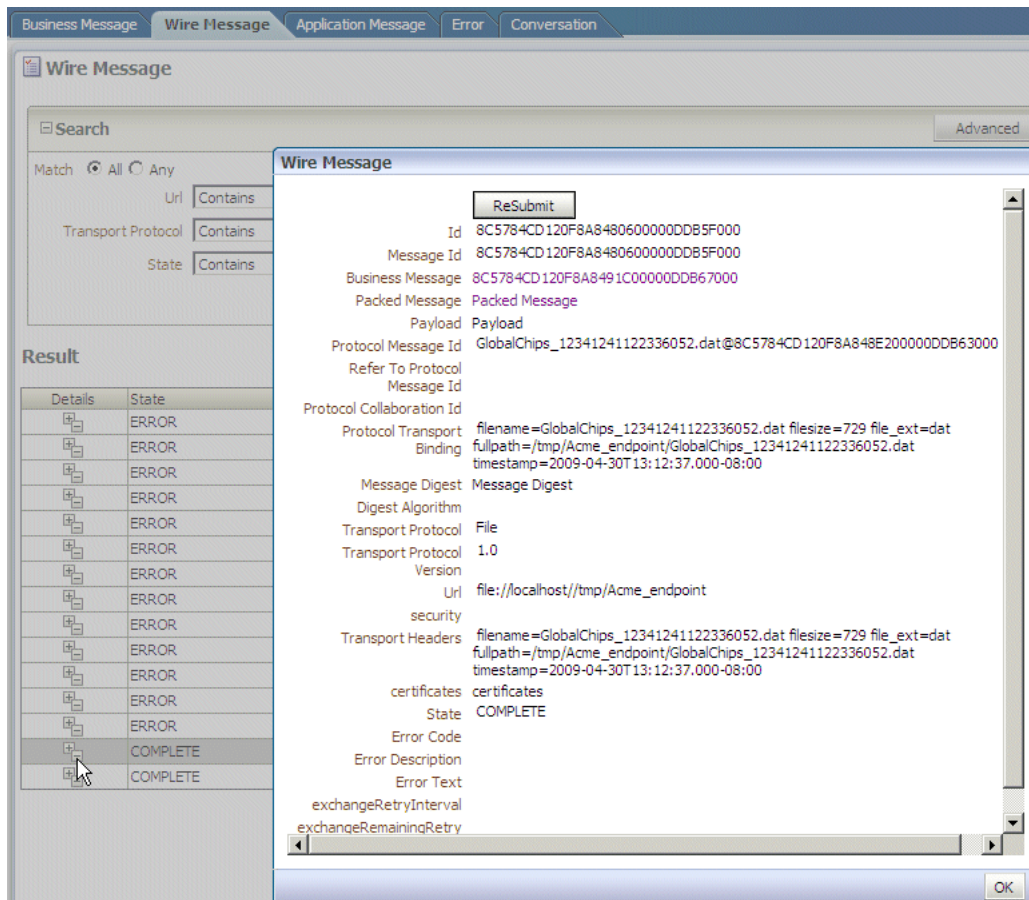 Business Message Wire Message Application Message Error Conversation
Wire Message
Search
Advanced
Match All Any
Url Contains
Transport Protocol Contains
State Contains
Result
Details State
ERROR
ERROR
ERROR
ERROR
ERROR
ERROR
ERROR
ERROR
ERROR
ERROR
ERROR
ERROR
ERROR
COMPLETE
COMPLETE
Wire Message
ReSubmit
Id 8C5784CD120F8A8480600000DDB5F000
Message Id 8C5784CD120F8A8480600000DDB5F000
Business Message 8C5784CD120F8A8491C00000DDB67000
Packed Message Packed Message
Payload Payload
Protocol Message Id GlobalChips_12341241122336052.dat@8C5784CD120F8A848E200000DDB63000
Refer To Protocol
Message Id
Protocol Collaboration Id
Protocol Transport filename=GlobalChips_12341241122336052.dat filesize=729 file_ext=dat
Binding fullpath=/tmp/Acme_endpoint/GlobalChips_12341241122336052.dat
timestamp=2009-04-30T13:12:37.000-08:00
Message Digest Message Digest
Digest Algorithm
Transport Protocol File
Transport Protocol 1.0
Version
Url file://localhost//tmp/Acme_endpoint
security
Transport Headers filename=GlobalChips_12341241122336052.dat filesize=729 file_ext=dat
fullpath=/tmp/Acme_endpoint/GlobalChips_12341241122336052.dat
timestamp=2009-04-30T13:12:37.000-08:00
certificates certificates
State COMPLETE
Error Code
Error Description
Error Text
exchangeRetryInterval
exchangeRemainingRetry
OK